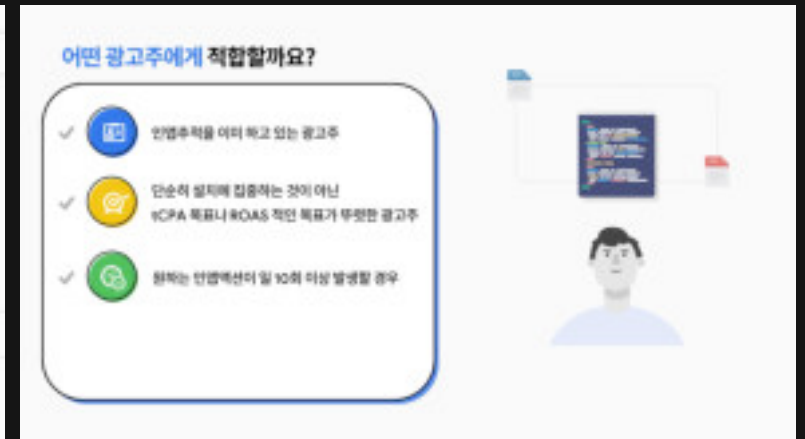 어떤 광고주에게 적합할까요?
인앱추적을 이미 하고 있는 광고주
단순히 설치에 집중하는 것이 아닌
tCPA 목표나 ROAS 적인 목표가 뚜렷한 광고주
원하는 인앱액션이 일 10회 이상 발생할 경우